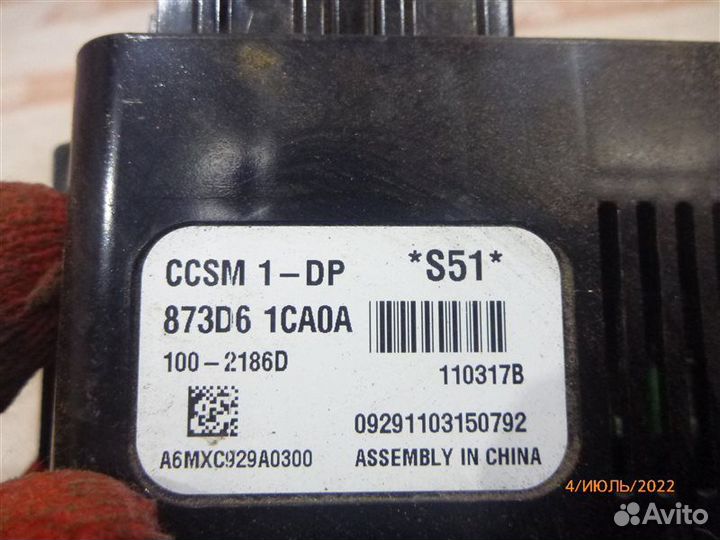 CCSM 1-DP *S51*
873D6 1CA0A
100-2186D
110317B
09291103150792
A6MXC929A0300 ASSEMBLY IN CHINA
4/ИЮЛЬ/2022
Avito